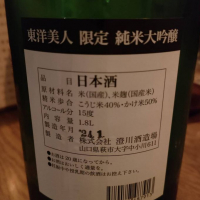 東洋美人 限定 純米大吟醸
品目 日本酒
原材料名 米(国産)、米麹(国産米)
精米歩合 こうじ米40%・かけ米50%
アルコール分 15度
内容量 1.8L
製造年月 24.1
製造者 株式会社 澄川酒造場
山口県萩市大字中小川611